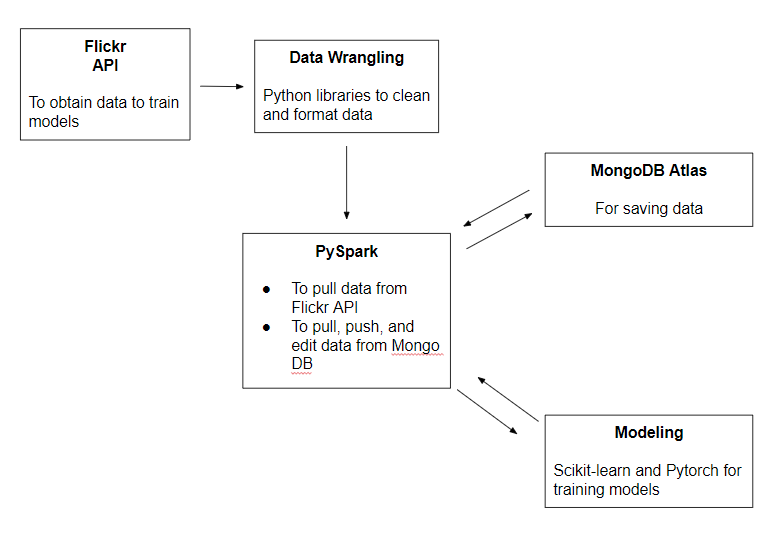 Flickr
API
To obtain data to train
models
Data Wrangling
Python libraries to clean
and format data
MongoDB Atlas
For saving data
PySpark
● To pull data from
Flickr API
● To pull, push, and
edit data from Mongo
DB
Modeling
Scikit-learn and Pytorch for
training models